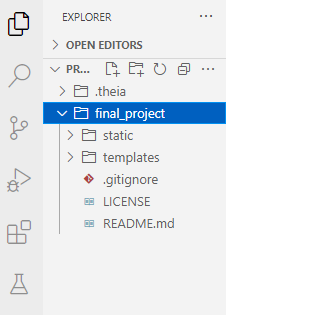 EXPLORER
OPEN EDITORS
PR...
.theia
final_project
static
templates
.gitignore
LICENSE
README.md